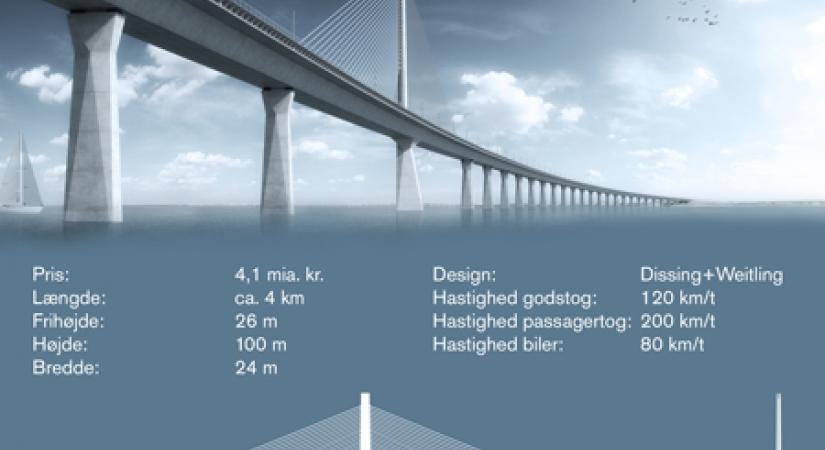 Pris: 4,1 mia. kr.
Længde: ca. 4 km
Frihøjde: 26 m
Højde: 100 m
Bredde: 24 m
Design: Dissing+Weitling
Hastighed godstog: 120 km/t
Hastighed passagertog: 200 km/t
Hastighed biler: 80 km/t